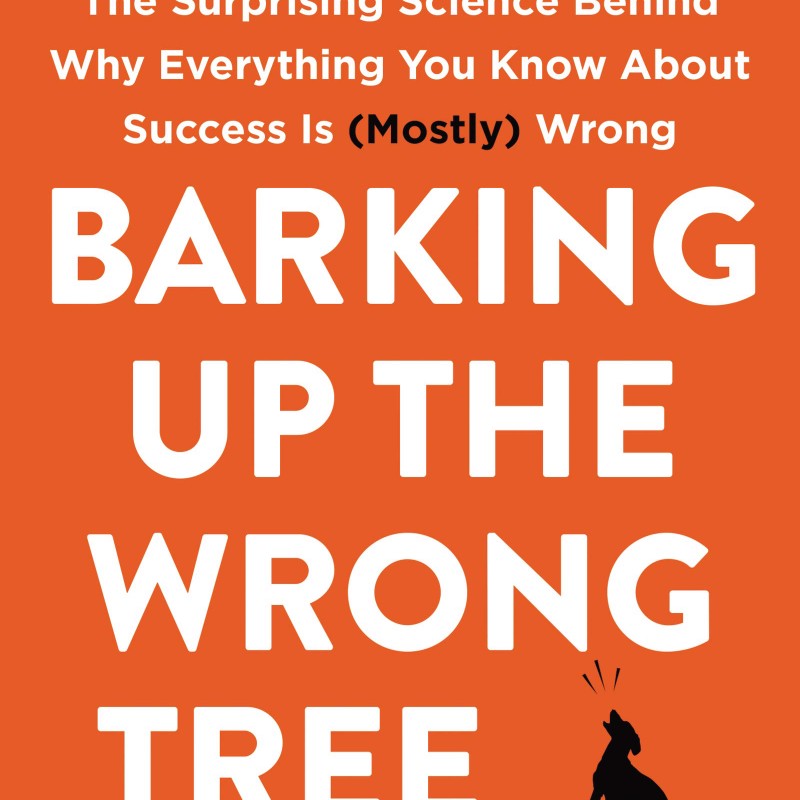 The Surprising Science Behind
Why Everything You Know About
Success Is (Mostly) Wrong
BARKING
UP THE
WRONG
TREE